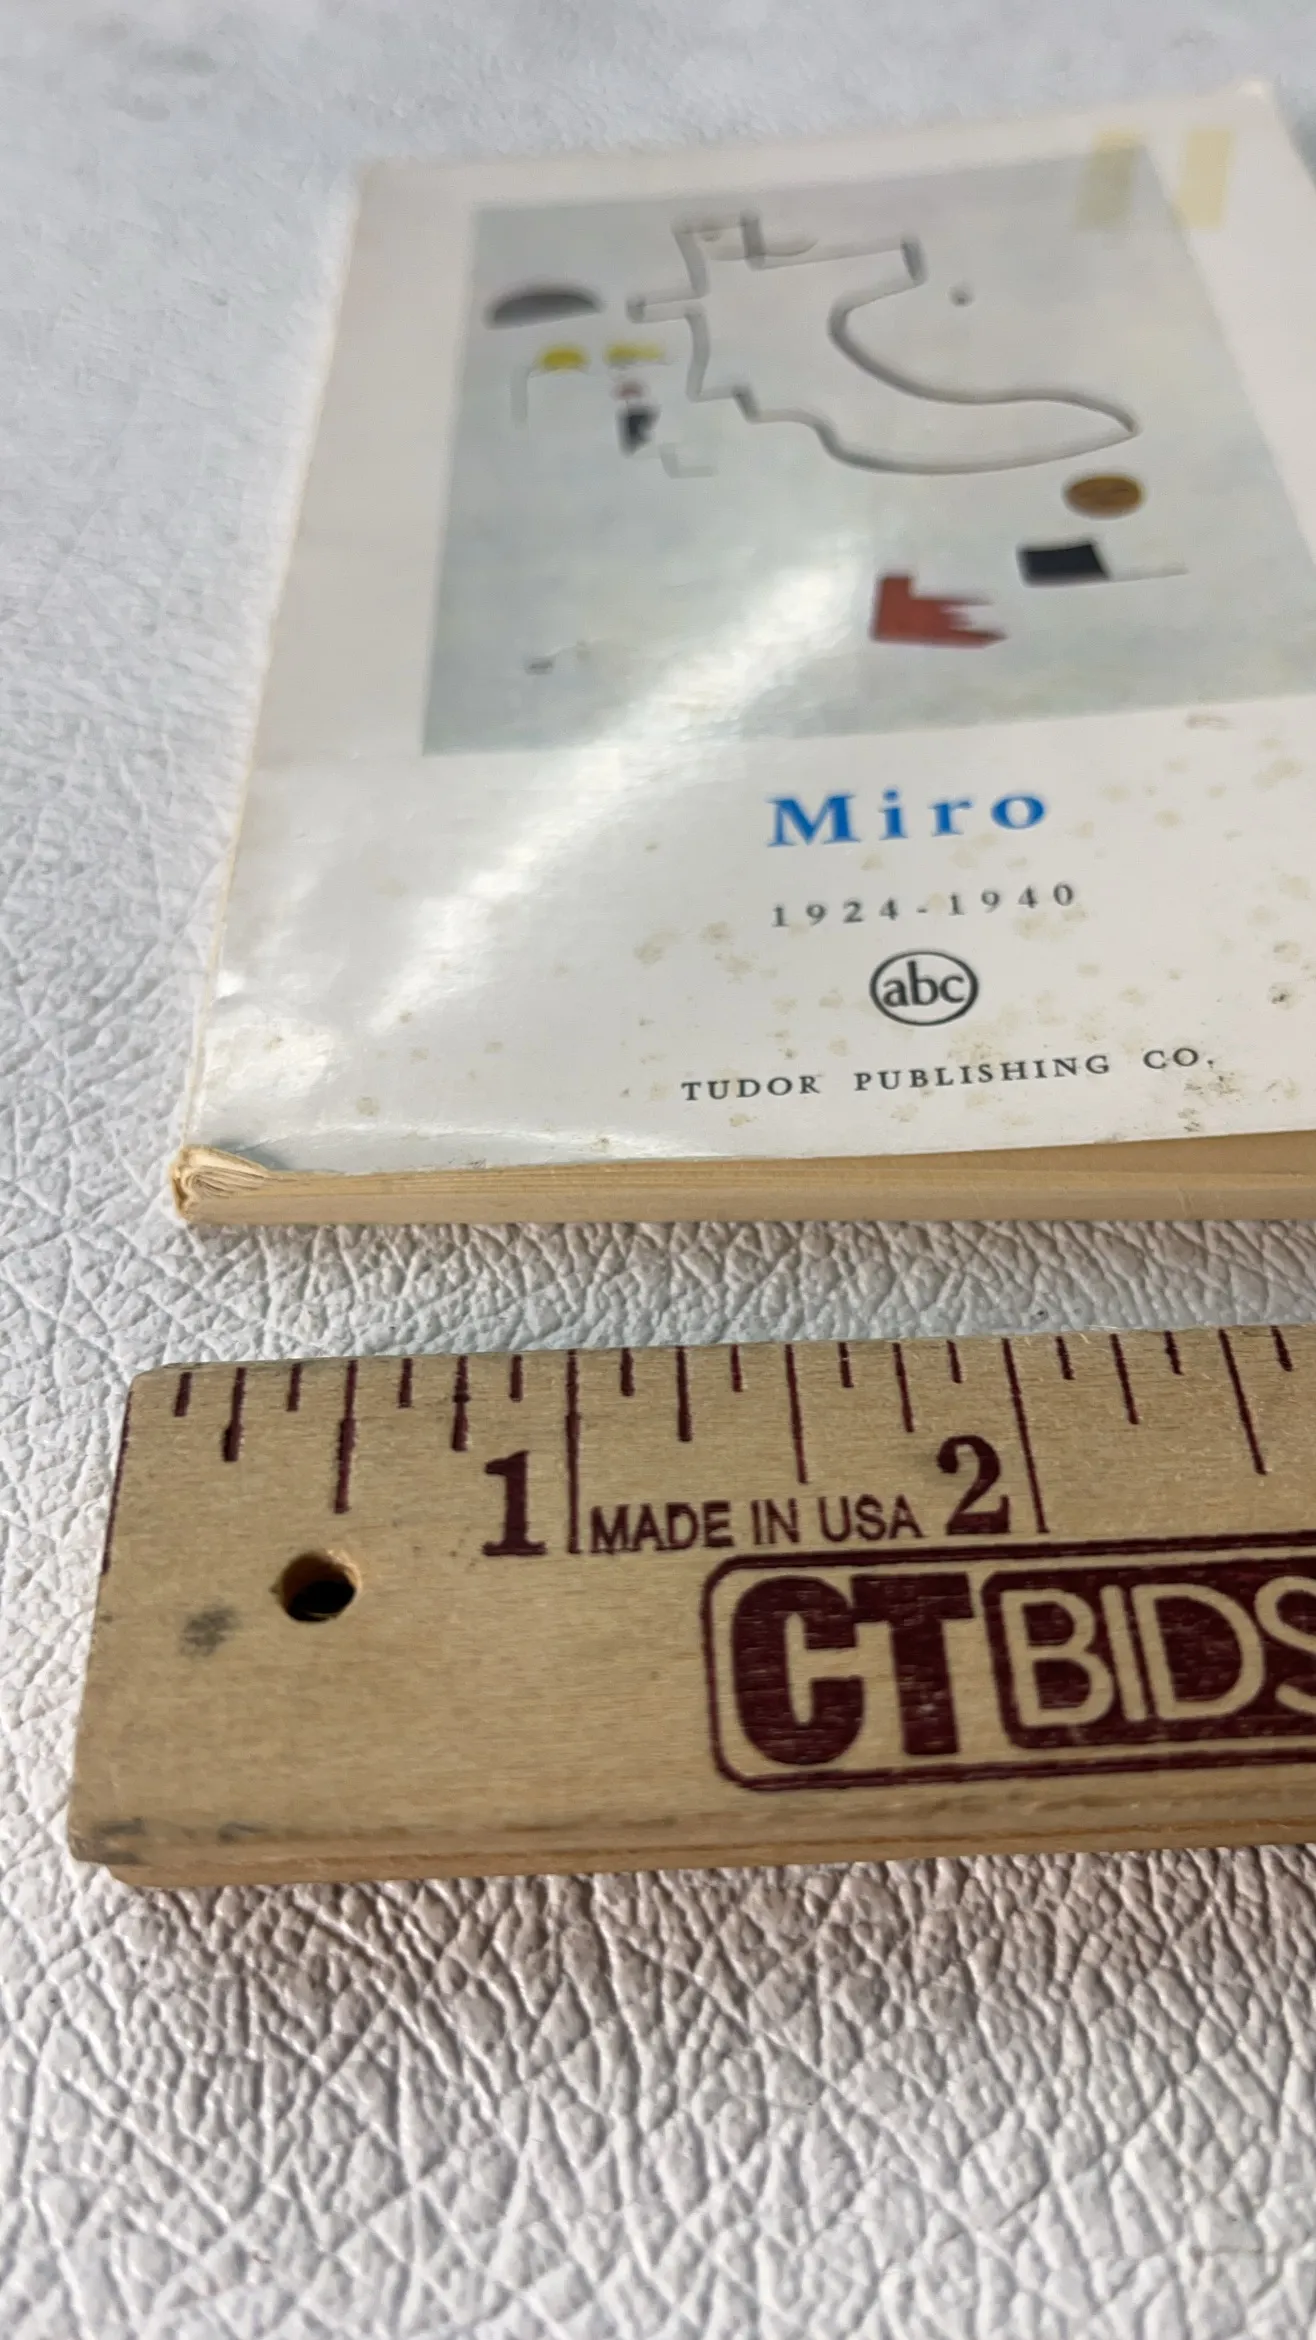 Miro
1924-1940
abc
TUDOR PUBLISHING CO.
1 MADE IN USA 2
CTBIDS